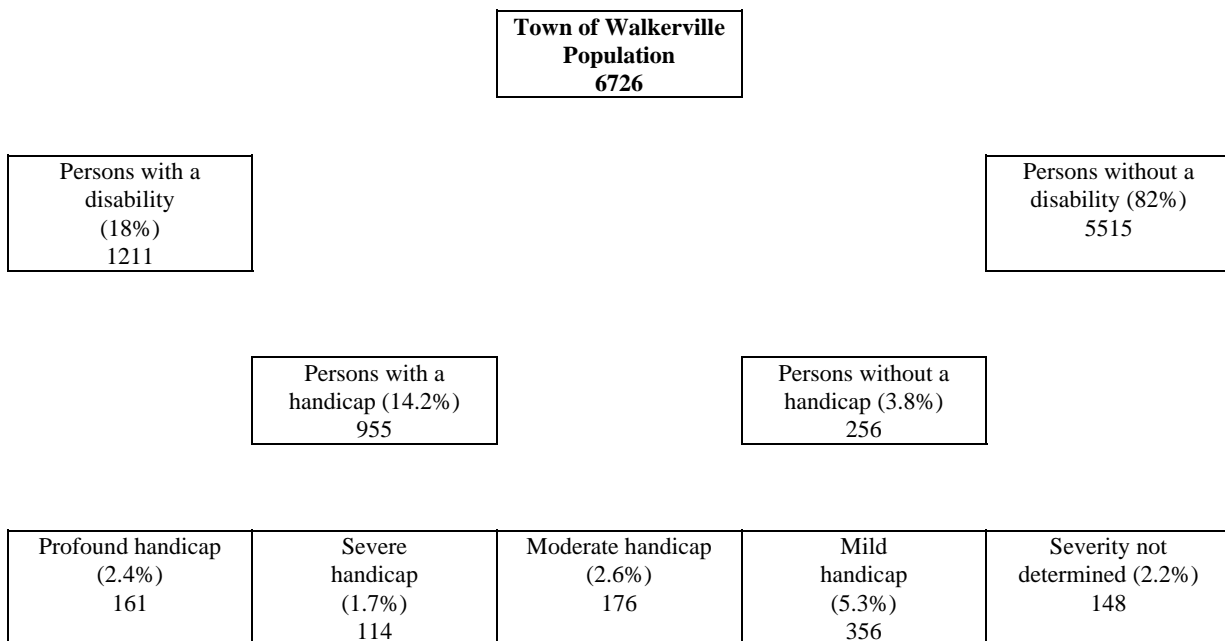 Town of Walkerville
Population
6726
Persons with a
disability
(18%)
1211
Persons without a
disability (82%)
5515
Persons with a
handicap (14.2%)
955
Persons without a
handicap (3.8%)
256
Profound handicap
(2.4%)
161
Severe
handicap
(1.7%)
114
Moderate handicap
(2.6%)
176
Mild
handicap
(5.3%)
356
Severity not
determined (2.2%)
148